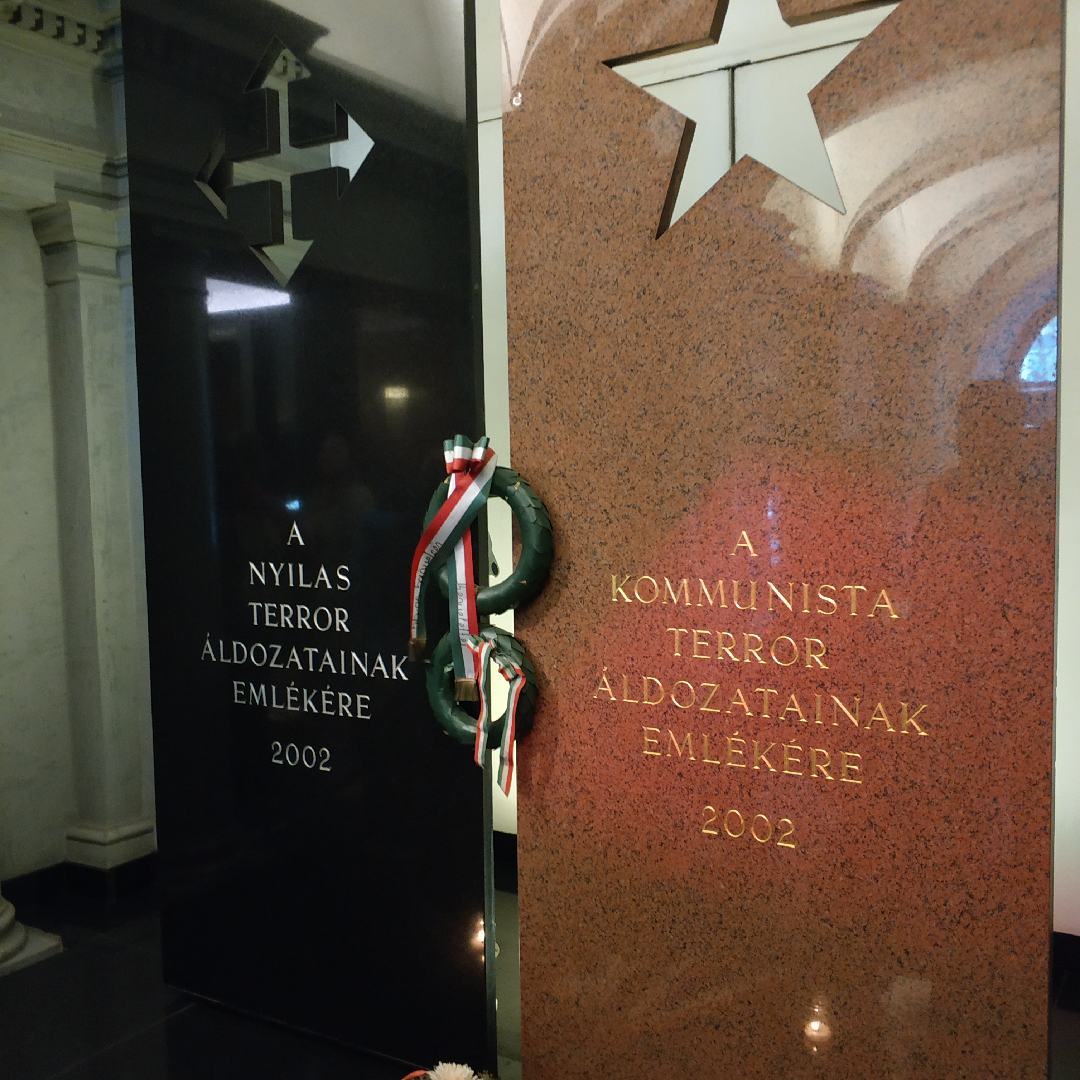 A
NYILAS
TERROR
ÁLDOZATAINAK
EMLÉKÉRE
2002
A
KOMMUNISTA
TERROR
ÁLDOZATAINAK
EMLÉKÉRE
2002